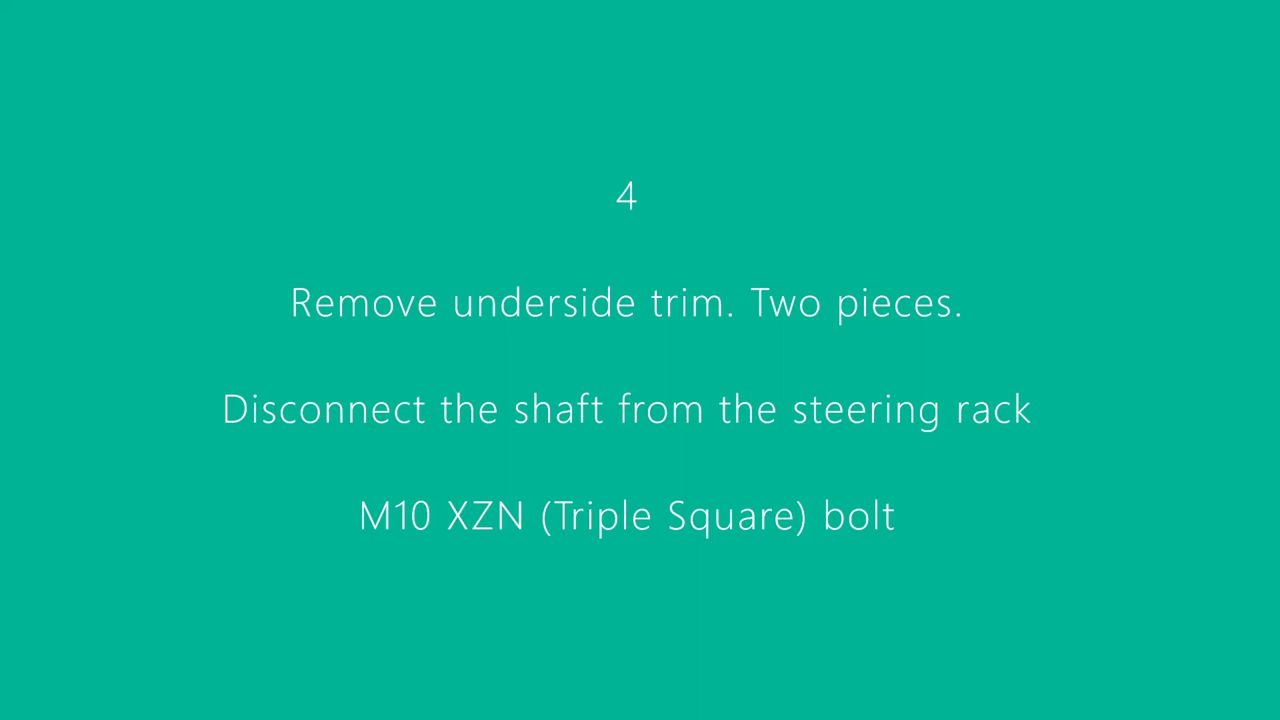 4
Remove underside trim. Two pieces.
Disconnect the shaft from the steering rack
M10 XZN (Triple Square) bolt